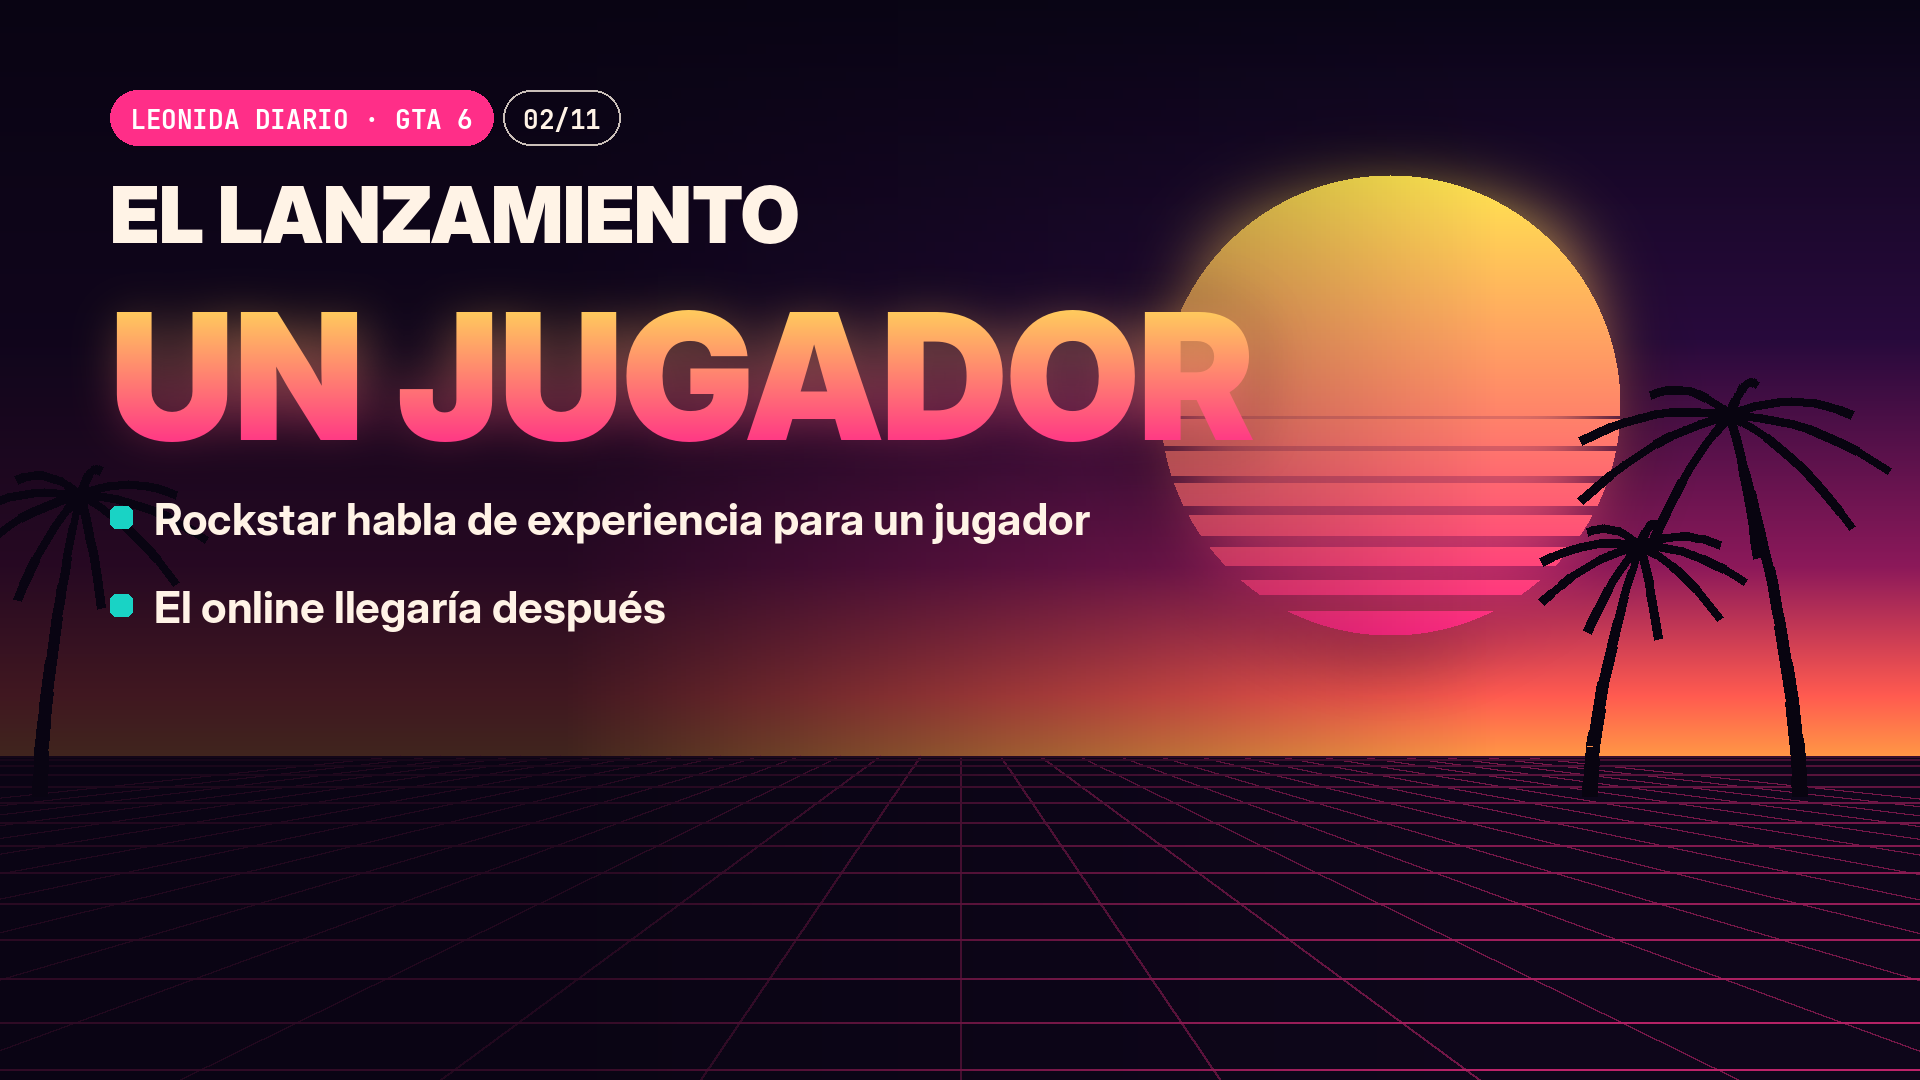 LEONIDA DIARIO · GTA 6
02/11
EL LANZAMIENTO
UN JUGADOR
Rockstar habla de experiencia para un jugador
El online llegaría después